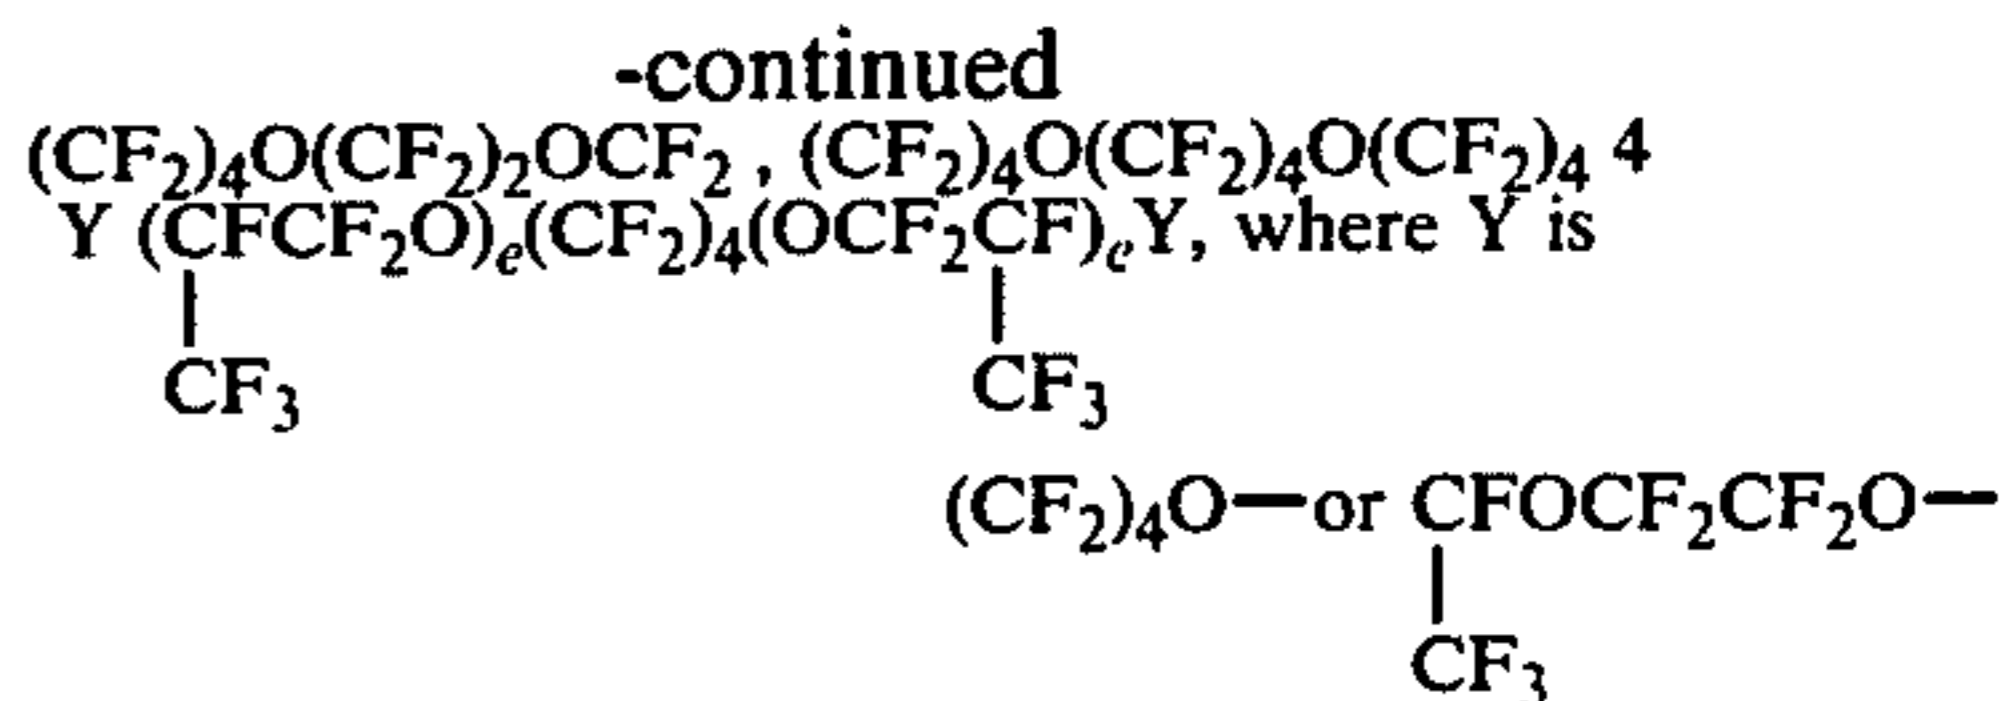 -continued
(CF₂)₄O(CF₂)₂OCF₂ , (CF₂)₄O(CF₂)₄O(CF₂)₄ 4
Y (CFCF₂O)ₑ(CF₂)₄(OCF₂CF)ₑY, where Y is
CF₃ CF₃
(CF₂)₄O—or CFOCF₂CF₂O—
CF₃